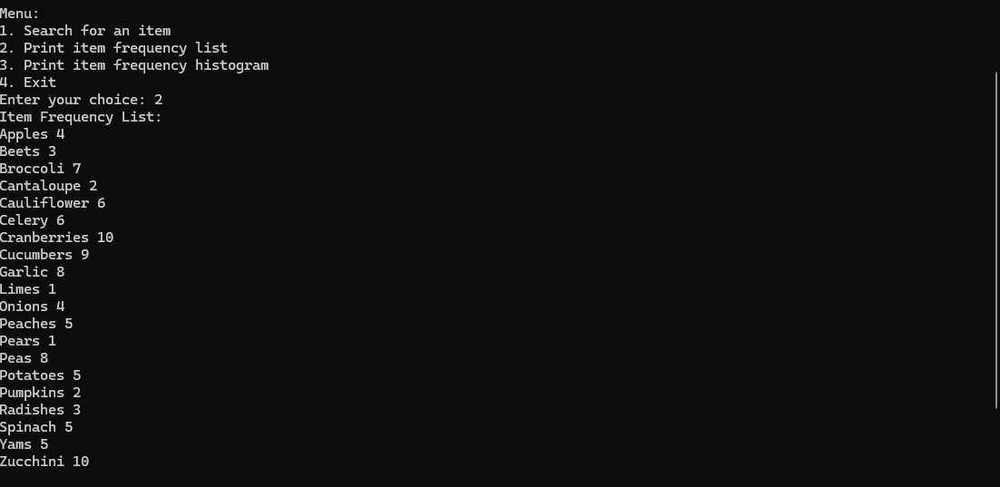 Menu:
1. Search for an item
2. Print item frequency list
3. Print item frequency histogram
4. Exit
Enter your choice: 2
Item Frequency List:
Apples 4
Beets 3
Broccoli 7
Cantaloupe 2
Cauliflower 6
Celery 6
Cranberries 10
Cucumbers 9
Garlic 8
Limes 1
Onions 4
Peaches 5
Pears 1
Peas 8
Potatoes 5
Pumpkins 2
Radishes 3
Spinach 5
Yams 5
Zucchini 10